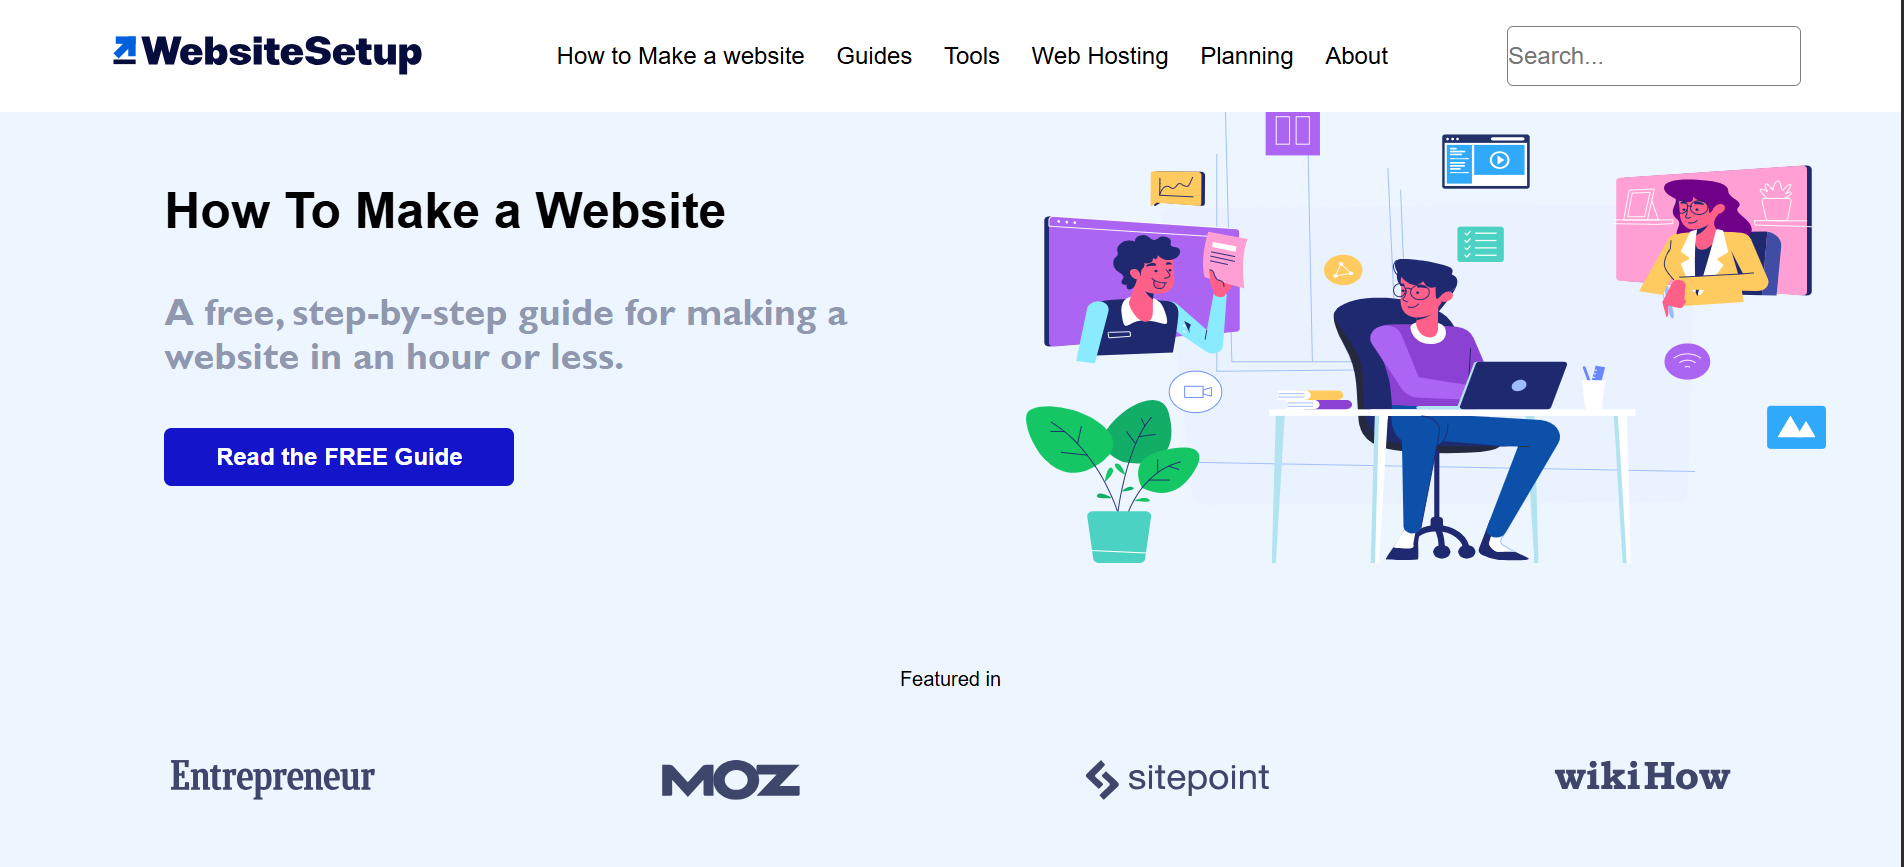 WebsiteSetup
How to Make a website
Guides
Tools
Web Hosting
Planning
About
Search...
How To Make a Website
A free, step-by-step guide for making a
website in an hour or less.
Read the FREE Guide
Featured in
Entrepreneur
MOZ
sitepoint
wikiHow